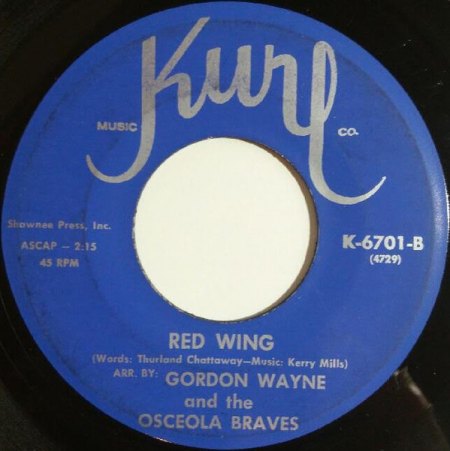 Kurl
MUSIC CO.
Shawnee Press, Inc.
ASCAP — 2:15
45 RPM
K-6701-B
(4729)
RED WING
(Words: Thurland Chattaway—Music: Kerry Mills)
ARR. BY: GORDON WAYNE
and the
OSCEOLA BRAVES